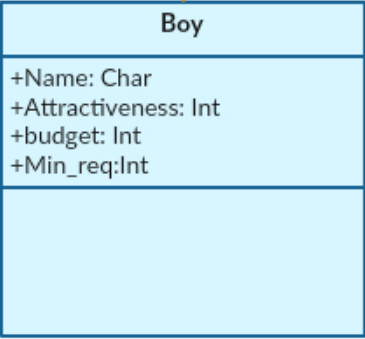 Boy
+Name: Char
+Attractiveness: Int
+budget: Int
+Min_req:Int